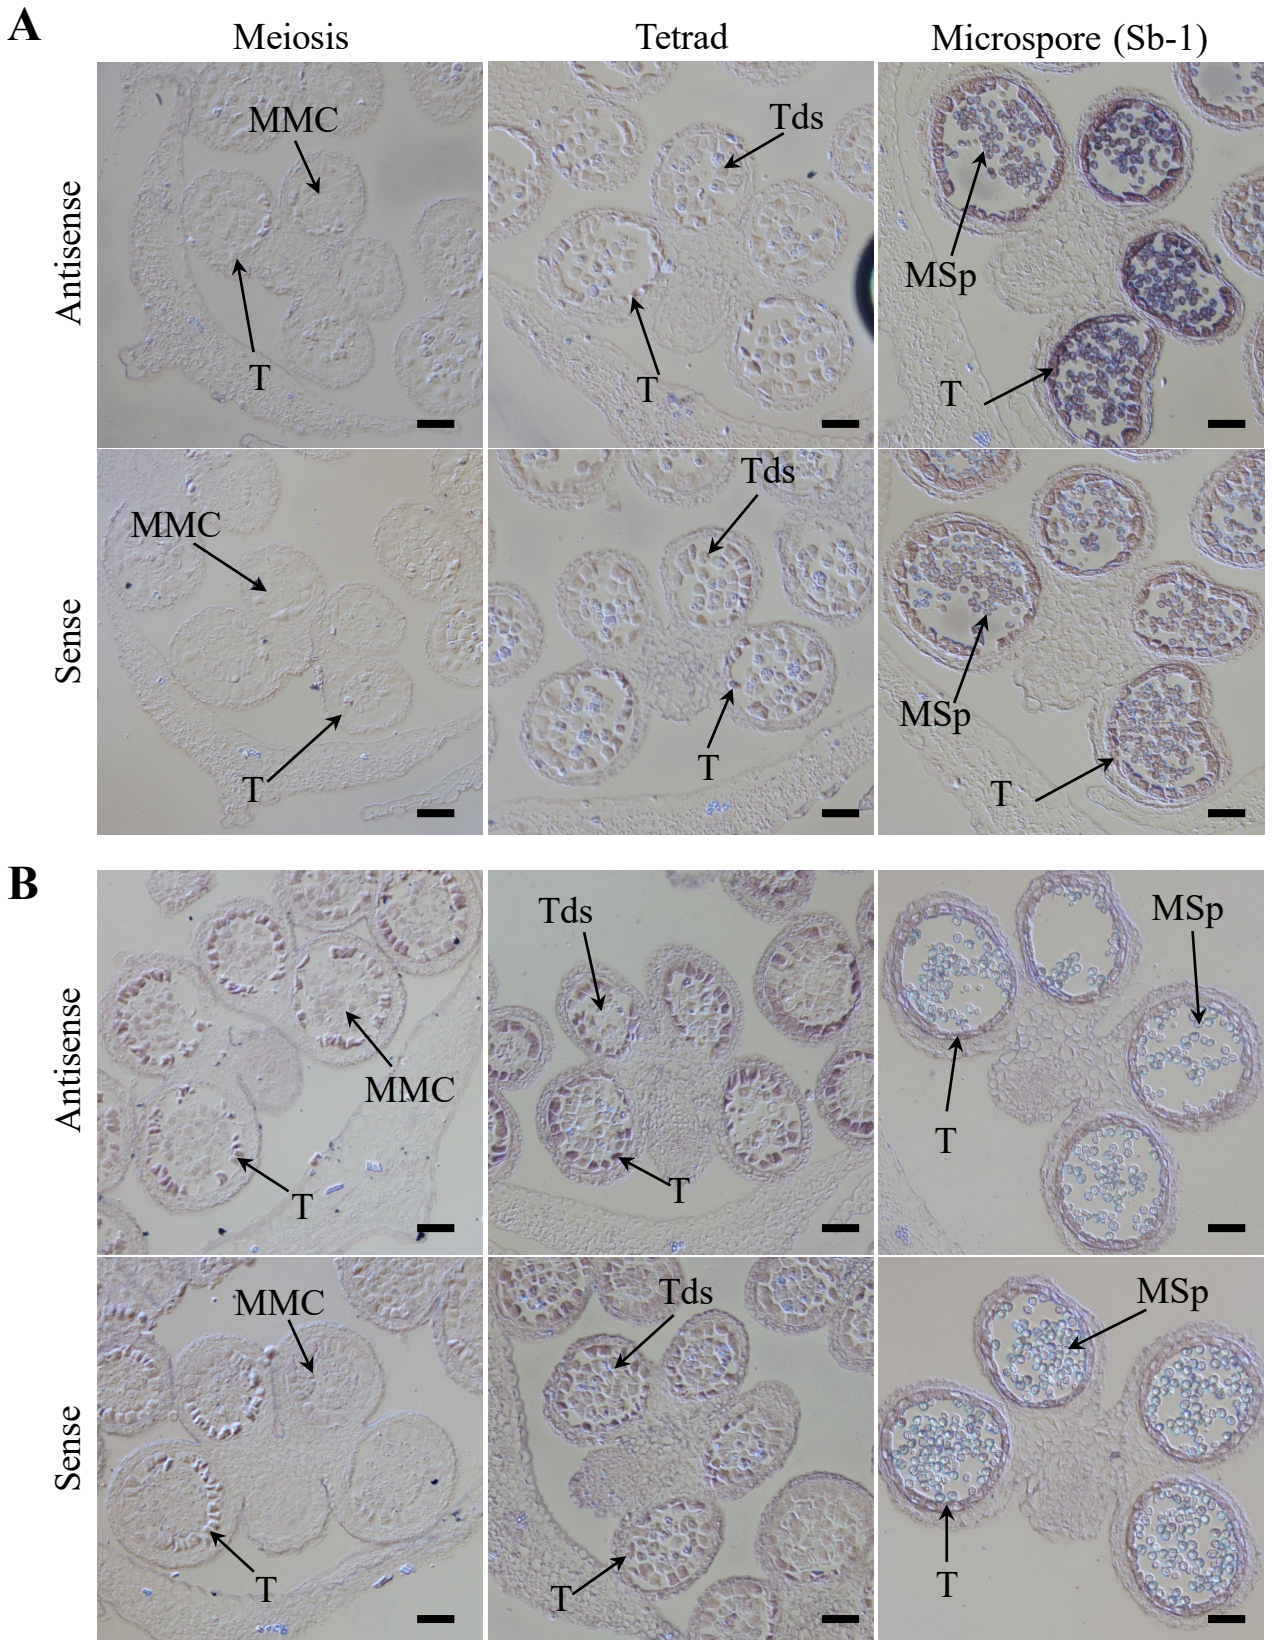 A
Meiosis Tetrad Microspore (Sb-1)
Antisense
MMC
T
Tds
T
MSp
T
Sense
MMC
T
Tds
T
MSp
T
B
Antisense
MMC
T
Tds
T
MSp
T
Sense
MMC
T
Tds
T
MSp
T